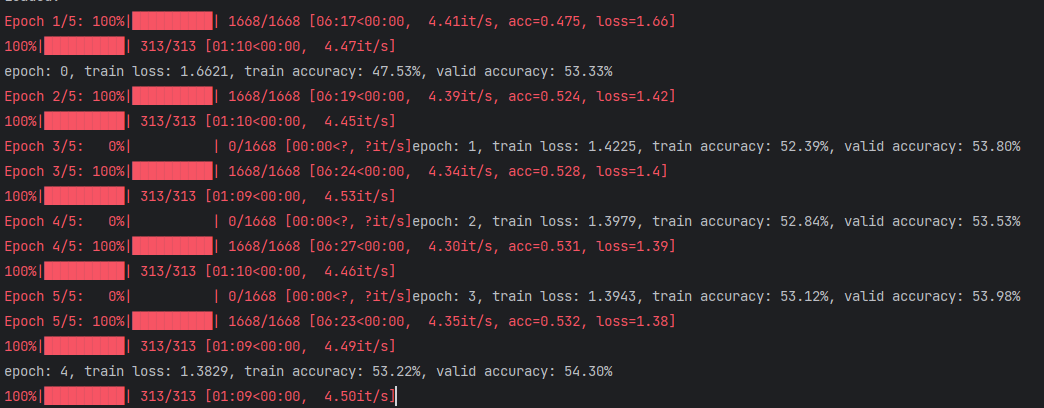 Epoch 1/5: 100%|██████████| 1668/1668 [06:17<00:00,  4.41it/s, acc=0.475, loss=1.66]
100%|██████████| 313/313 [01:10<00:00,  4.47it/s]
epoch: 0, train loss: 1.6621, train accuracy: 47.53%, valid accuracy: 53.33%
Epoch 2/5: 100%|██████████| 1668/1668 [06:19<00:00,  4.39it/s, acc=0.524, loss=1.42]
100%|██████████| 313/313 [01:10<00:00,  4.45it/s]
Epoch 3/5:   0%|          | 0/1668 [00:00<?, ?it/s]epoch: 1, train loss: 1.4225, train accuracy: 52.39%, valid accuracy: 53.80%
Epoch 3/5: 100%|██████████| 1668/1668 [06:24<00:00,  4.34it/s, acc=0.528, loss=1.4]
100%|██████████| 313/313 [01:09<00:00,  4.53it/s]
Epoch 4/5:   0%|          | 0/1668 [00:00<?, ?it/s]epoch: 2, train loss: 1.3979, train accuracy: 52.84%, valid accuracy: 53.53%
Epoch 4/5: 100%|██████████| 1668/1668 [06:27<00:00,  4.30it/s, acc=0.531, loss=1.39]
100%|██████████| 313/313 [01:10<00:00,  4.46it/s]
Epoch 5/5:   0%|          | 0/1668 [00:00<?, ?it/s]epoch: 3, train loss: 1.3943, train accuracy: 53.12%, valid accuracy: 53.98%
Epoch 5/5: 100%|██████████| 1668/1668 [06:23<00:00,  4.35it/s, acc=0.532, loss=1.38]
100%|██████████| 313/313 [01:09<00:00,  4.49it/s]
epoch: 4, train loss: 1.3829, train accuracy: 53.22%, valid accuracy: 54.30%
100%|██████████| 313/313 [01:09<00:00,  4.50it/s]